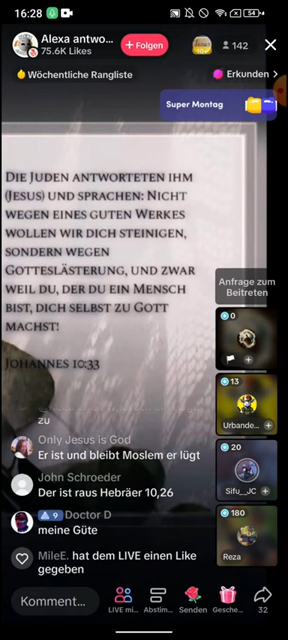 16:28
54
Alexa antwo...
75.6K Likes
+ Folgen
142
Wöchentliche Rangliste
Erkunden >
Super Montag
Die Juden antworteten ihm
(Jesus) und sprachen: Nicht
wegen eines guten Werkes
wollen wir dich steinigen,
sondern wegen
Gotteslästerung, und zwar
weil du, der du ein Mensch
bist, dich selbst zu Gott
machst!
Johannes 10:33
Anfrage zum
Beitreten
0
13
Urbande...
20
Sifu_JC
180
Reza
zu
Only Jesus is God
Er ist und bleibt Moslem er lügt
John Schroeder
Der ist raus Hebräer 10,26
9 Doctor D
meine Güte
MileE. hat dem LIVE einen Like
gegeben
Komment...
LIVE mi...
Abstim...
Senden
Gesche...
32